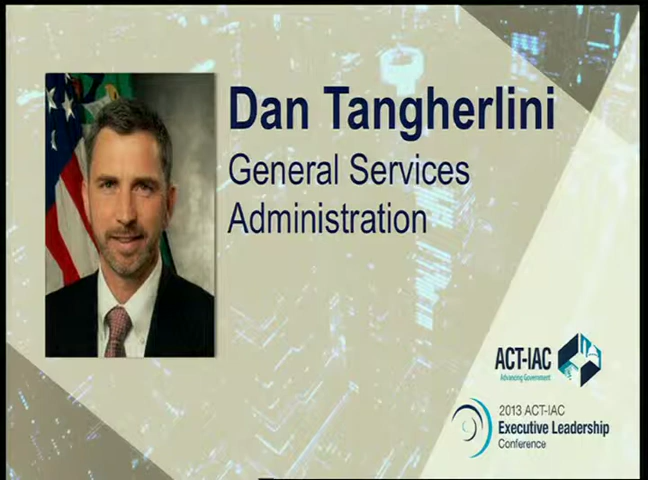 Dan Tangherlini
General Services
Administration
ACT-IAC
Advancing Government
2013 ACT-IAC
Executive Leadership
Conference